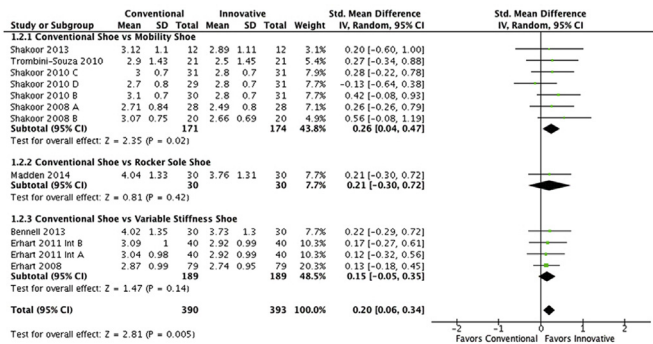 Conventional Innovative Std. Mean Difference Std. Mean Difference
Study or Subgroup Mean SD Total Mean SD Total Weight IV, Random, 0.95 CI IV, Random, 0.95 CI
1.2.1 Conventional Shoe vs Mobility Shoe
Shakoor 2013 3.12 1.1 12 2.89 1.11 12 3.1% 0.20 [-0.60, 1.00]
Trombini-Souza 2010 2.9 1.43 21 2.5 1.45 21 5.4% 0.27 [-0.34, 0.88]
Shakoor 2010 C 3 0.7 31 2.8 0.7 31 7.9% 0.28 [-0.22, 0.78]
Shakoor 2010 D 2.7 0.8 29 2.8 0.7 31 7.7% -0.13 [-0.64, 0.38]
Shakoor 2010 B 3.1 0.7 30 2.8 0.7 31 7.7% 0.42 [-0.08, 0.93]
Shakoor 2008 A 2.71 0.84 28 2.49 0.8 28 7.1% 0.26 [-0.26, 0.79]
Shakoor 2008 B 3.07 0.75 20 2.66 0.69 20 5.0% 0.56 [-0.08, 1.19]
Subtotal (95% CI) 171 174 43.8% 0.26 [0.04, 0.47]
Test for overall effect: Z = 2.35 (P = 0.02)
1.2.2 Conventional Shoe vs Rocker Sole Shoe
Madden 2014 4.04 1.33 30 3.76 1.31 30 7.7% 0.21 [-0.30, 0.72]
Subtotal (95% CI) 30 30 7.7% 0.21 [-0.30, 0.72]
Test for overall effect: Z = 0.81 (P = 0.42)
1.2.3 Conventional Shoe vs Variable Stiffness Shoe
Bennell 2013 4.02 1.35 30 3.73 1.3 30 7.7% 0.22 [-0.29, 0.72]
Erhart 2011 Int B 3.09 1 40 2.92 0.99 40 10.3% 0.17 [-0.27, 0.61]
Erhart 2011 Int A 3.04 0.98 40 2.92 0.99 40 10.3% 0.12 [-0.32, 0.56]
Erhart 2008 2.87 0.99 79 2.74 0.95 79 20.3% 0.13 [-0.18, 0.45]
Subtotal (95% CI) 189 189 48.5% 0.15 [-0.05, 0.35]
Test for overall effect: Z = 1.47 (P = 0.14)
Total (95% CI) 390 393 100.0% 0.20 [0.06, 0.34]
Test for overall effect: Z = 2.81 (P = 0.005)
-2 -1 0 1 2
Favors Conventional Favors Innovative